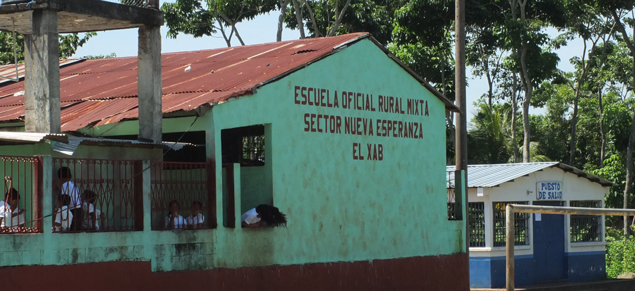 ESCUELA OFICIAL RURAL MIXTA
SECTOR NUEVA ESPERANZA
EL XAB
PUESTO
DE SALUD